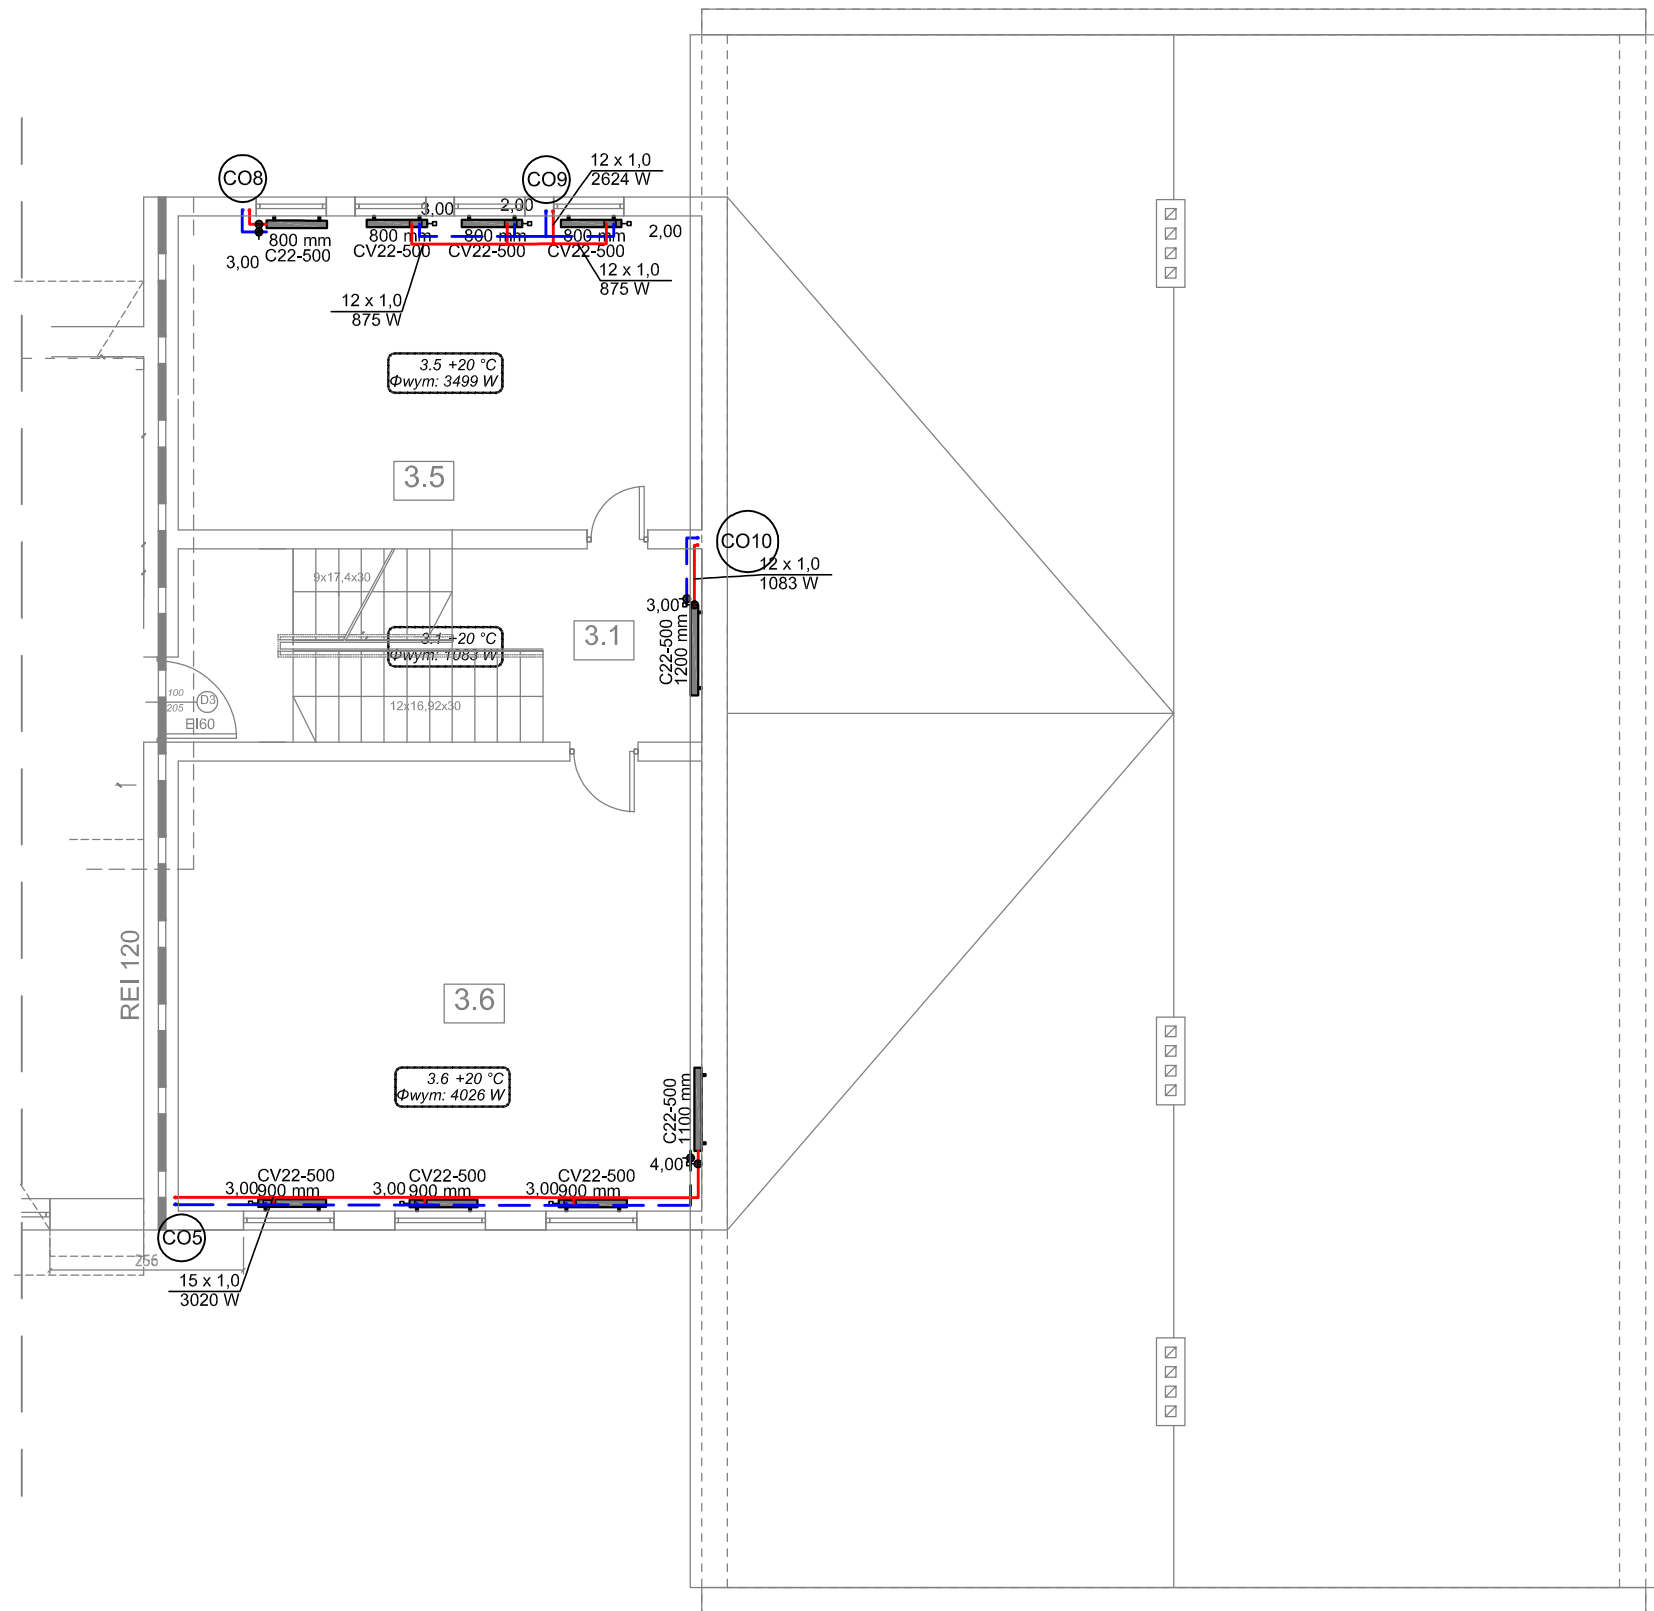 CO8
CO9
12 x 1,0
2624 W
3,00
2,00
2,00
800 mm
C22-500
3,00
800 mm
CV22-500
800 mm
CV22-500
800 mm
CV22-500
12 x 1,0
875 W
12 x 1,0
875 W
3.5 +20 °C
Φwym: 3499 W
3.5
CO10
12 x 1,0
1083 W
9x17,4x30
3,00
C22-500
1200 mm
3.1 +20 °C
Φwym: 1083 W
3.1
100
205
D3
EI60
12x16,92x30
REI 120
3.6
3.6 +20 °C
Φwym: 4026 W
C22-500
1100 mm
4,00
CV22-500
3,00 900 mm
CV22-500
3,00 900 mm
CV22-500
3,00 900 mm
CO5
256
15 x 1,0
3020 W